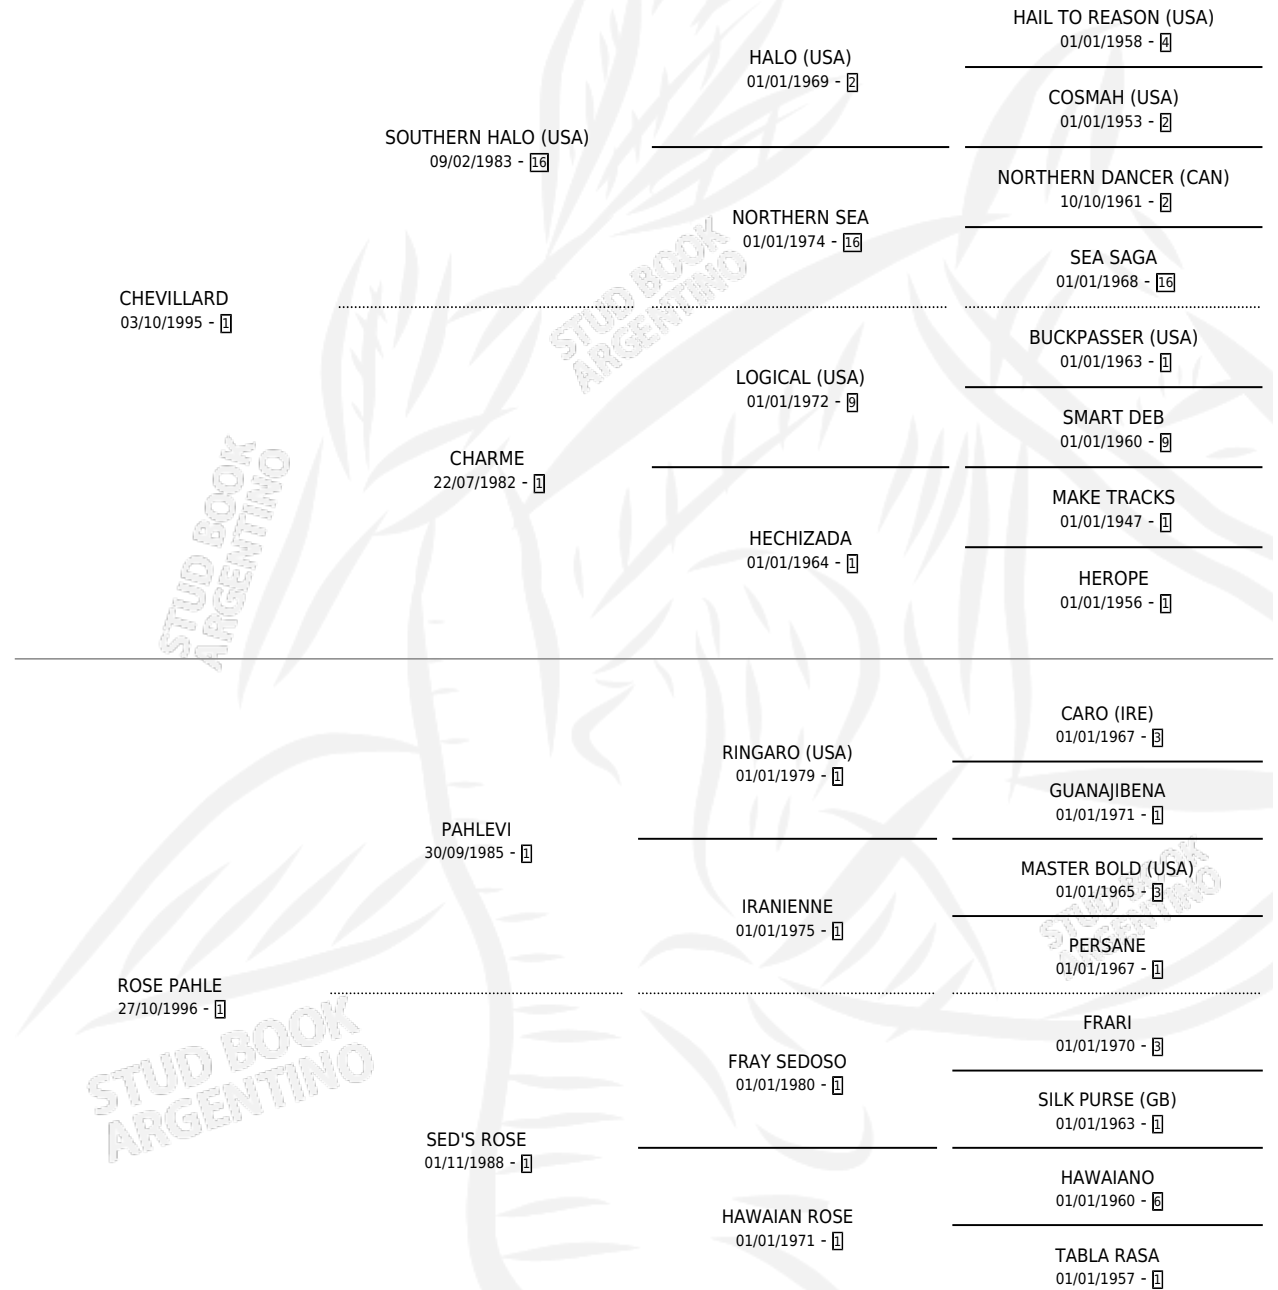 HAIL TO REASON (USA)
01/01/1958 - 4
HALO (USA)
01/01/1969 - 2
COSMAH (USA)
01/01/1953 - 2
SOUTHERN HALO (USA)
09/02/1983 - 16
NORTHERN DANCER (CAN)
10/10/1961 - 2
NORTHERN SEA
01/01/1974 - 16
SEA SAGA
01/01/1968 - 16
CHEVILLARD
03/10/1995 - 1
STUD BOOK
ARGENTINO
BUCKPASSER (USA)
01/01/1963 - 1
LOGICAL (USA)
01/01/1972 - 9
SMART DEB
01/01/1960 - 9
CHARME
22/07/1982 - 1
MAKE TRACKS
01/01/1947 - 1
HECHIZADA
01/01/1964 - 1
HEROPE
01/01/1956 - 1
STUD BOOK
ARGENTINO
CARO (IRE)
01/01/1967 - 3
RINGARO (USA)
01/01/1979 - 1
GUANAJIBENA
01/01/1971 - 1
PAHLEVI
30/09/1985 - 1
MASTER BOLD (USA)
01/01/1965 - 3
IRANIENNE
01/01/1975 - 1
STUD BOOK
ARGENTINO
PERSANE
01/01/1967 - 1
ROSE PAHLE
27/10/1996 - 1
FRARI
01/01/1970 - 3
FRAY SEDOSO
01/01/1980 - 1
SILK PURSE (GB)
01/01/1963 - 1
STUD BOOK
ARGENTINO
SED'S ROSE
01/11/1988 - 1
HAWAIANO
01/01/1960 - 6
HAWAIAN ROSE
01/01/1971 - 1
TABLA RASA
01/01/1957 - 1